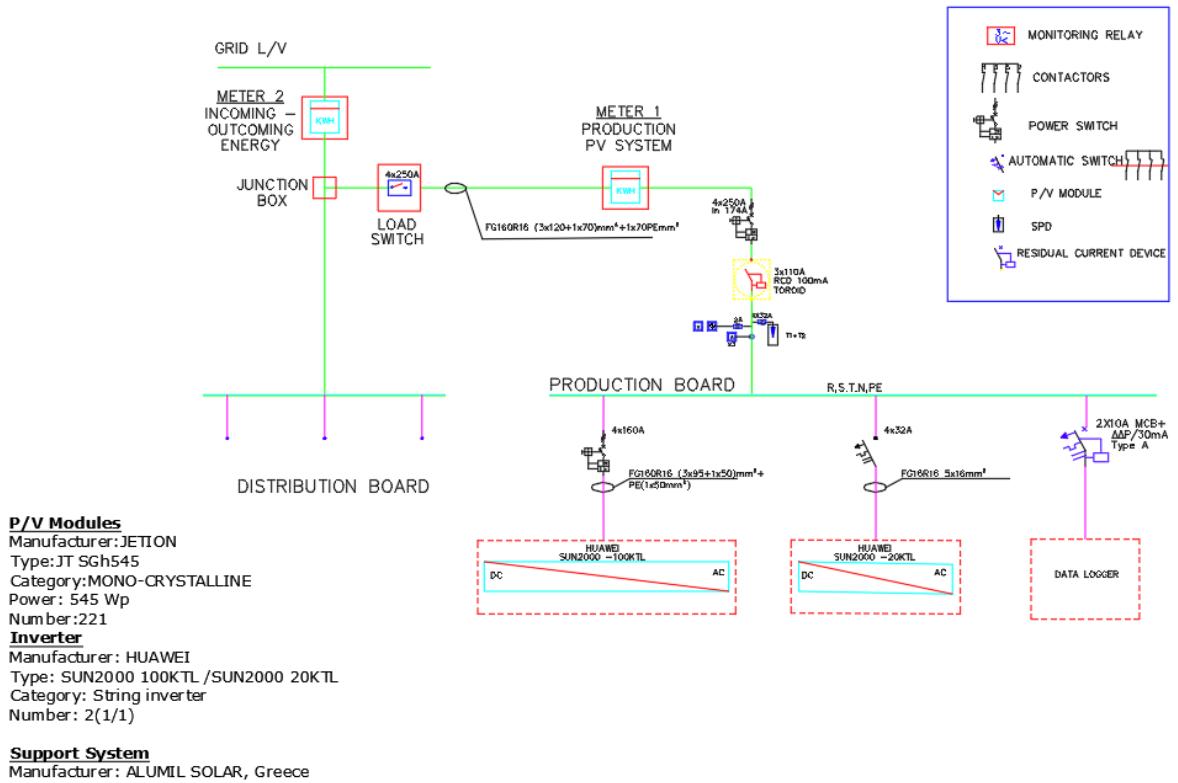 GRID L/V
METER 2
INCOMING –
OUTCOMING
ENERGY
KWH
JUNCTION
BOX
4x250A
LOAD
SWITCH
METER 1
PRODUCTION
PV SYSTEM
KWH
FG160R16 (3x120+1x70)mm²+1x70PEmm²
4x250A
In 174A
3x110A
RCD 100mA
TOROID
2A
4X32A
T1+T2
MONITORING RELAY
CONTACTORS
POWER SWITCH
AUTOMATIC SWITCH
P/V MODULE
SPD
RESIDUAL CURRENT DEVICE
PRODUCTION BOARD
R,S.T.N,PE
DISTRIBUTION BOARD
4x160A
FG160R16 (3x95+1x50)mm²+
PE(1x50mm²)
4x32A
FG16R16 5x16mm²
2X10A MCB+
ΔΔP/30mA
Type A
HUAWEI
SUN2000 –100KTL
DC
AC
HUAWEI
SUN2000 –20KTL
DC
AC
DATA LOGGER
P/V Modules
Manufacturer:JETION
Type:JT SGh545
Category:MONO-CRYSTALLINE
Power: 545 Wp
Number:221
Inverter
Manufacturer: HUAWEI
Type: SUN2000 100KTL /SUN2000 20KTL
Category: String inverter
Number: 2(1/1)
Support System
Manufacturer: ALUMIL SOLAR, Greece